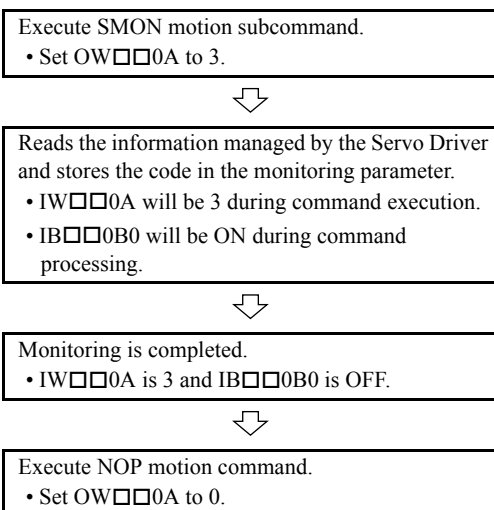 Execute SMON motion subcommand.
• Set OW□□0A to 3.
Reads the information managed by the Servo Driver
and stores the code in the monitoring parameter.
• IW□□0A will be 3 during command execution.
• IB□□0B0 will be ON during command
processing.
Monitoring is completed.
• IW□□0A is 3 and IB□□0B0 is OFF.
Execute NOP motion command.
• Set OW□□0A to 0.